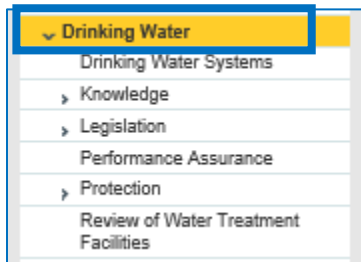 Drinking Water
Drinking Water Systems
Knowledge
Legislation
Performance Assurance
Protection
Review of Water Treatment
Facilities